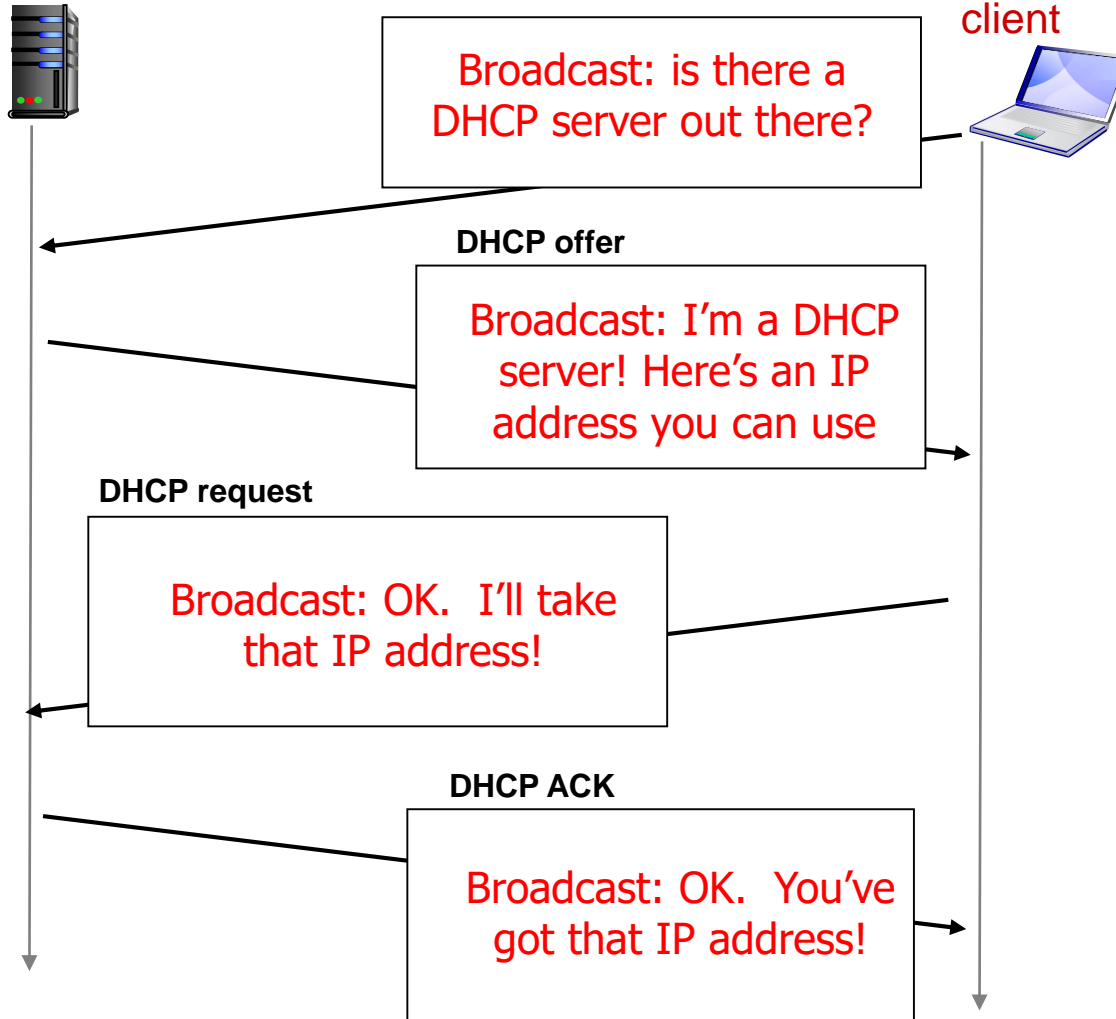 client
Broadcast: is there a
DHCP server out there?
DHCP offer
Broadcast: I’m a DHCP
server! Here’s an IP
address you can use
DHCP request
Broadcast: OK.  I’ll take
that IP address!
DHCP ACK
Broadcast: OK.  You’ve
got that IP address!